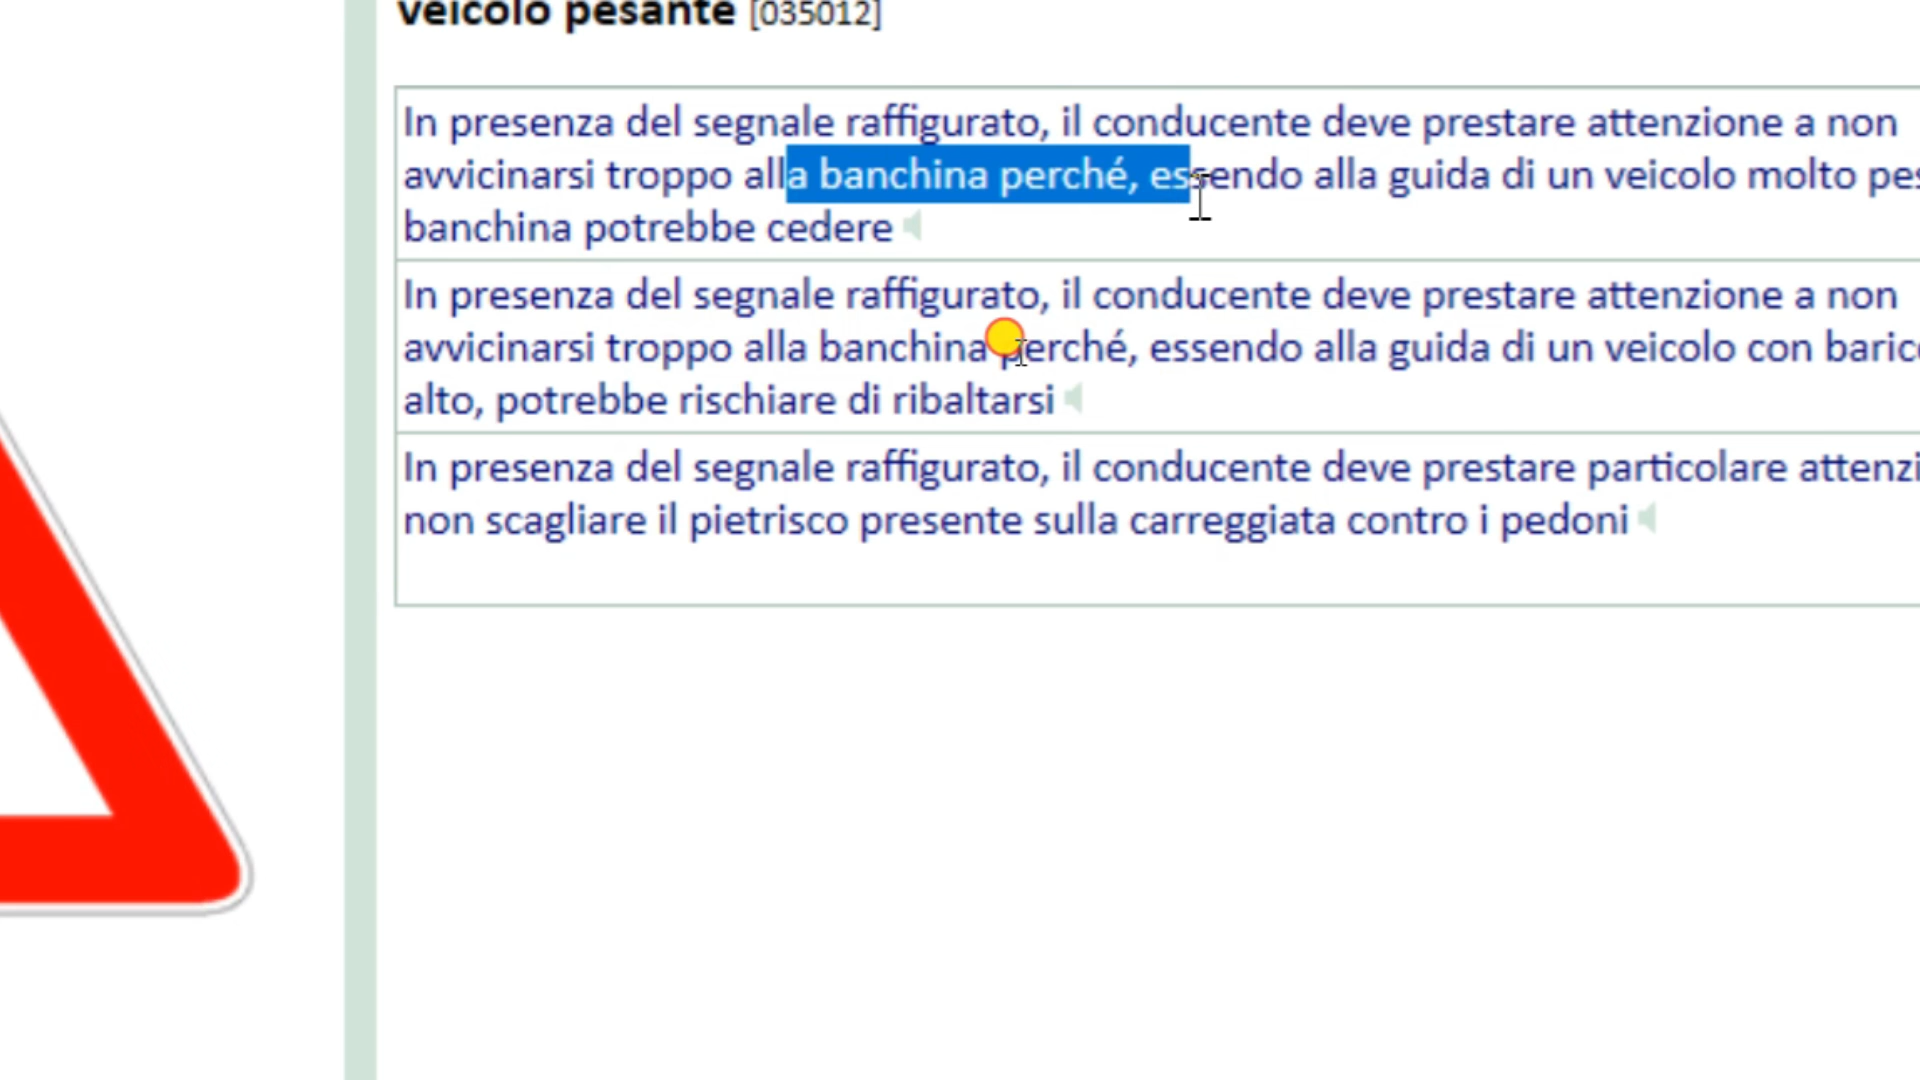 veicolo pesante [035012]
In presenza del segnale raffigurato, il conducente deve prestare attenzione a non
avvicinarsi troppo alla banchina perché, essendo alla guida di un veicolo molto
banchina potrebbe cedere
In presenza del segnale raffigurato, il conducente deve prestare attenzione a non
avvicinarsi troppo alla banchina perché, essendo alla guida di un veicolo con
alto, potrebbe rischiare di ribaltarsi
In presenza del segnale raffigurato, il conducente deve prestare particolare
non scagliare il pietrisco presente sulla carreggiata contro i pedoni